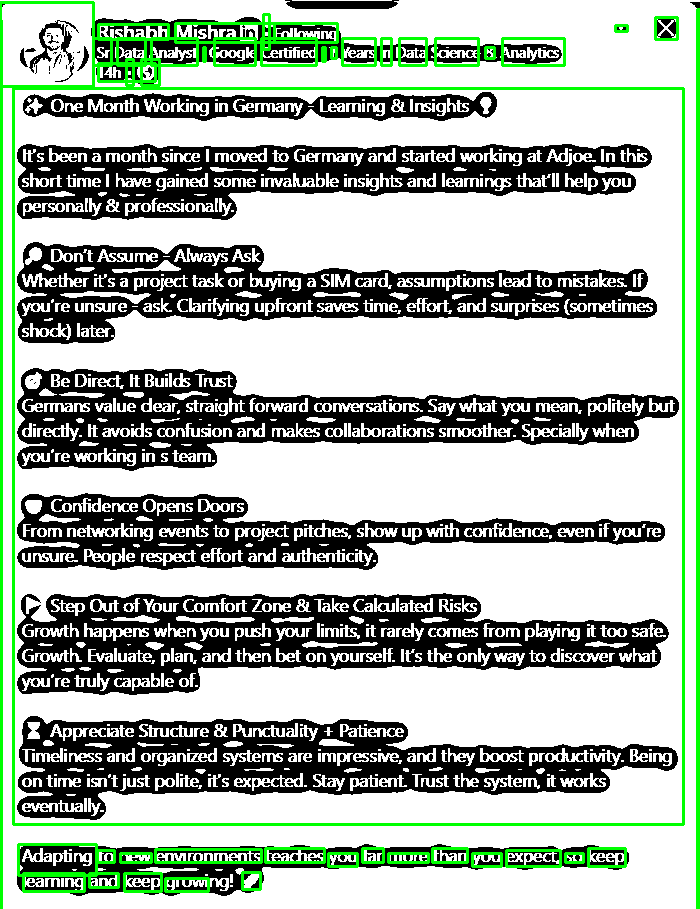 Rishabh Mishra in · Following
Sr Data Analyst | Google Certified | Years in Data Science & Analytics
14h ·
One Month Working in Germany - Learning & Insights
It's been a month since I moved to Germany and started working at Adjoe. In this
short time I have gained some invaluable insights and learnings that'll help you
personally & professionally.
Don't Assume - Always Ask
Whether it's a project task or buying a SIM card, assumptions lead to mistakes. If
you're unsure - ask. Clarifying upfront saves time, effort, and surprises (sometimes
shock) later.
Be Direct, It Builds Trust
Germans value clear, straight forward conversations. Say what you mean, politely but
directly. It avoids confusion and makes collaborations smoother. Specially when
you're working in s team.
Confidence Opens Doors
From networking events to project pitches, show up with confidence, even if you're
unsure. People respect effort and authenticity.
Step Out of Your Comfort Zone & Take Calculated Risks
Growth happens when you push your limits, it rarely comes from playing it too safe.
Growth. Evaluate, plan, and then bet on yourself. It's the only way to discover what
you're truly capable of.
Appreciate Structure & Punctuality + Patience
Timeliness and organized systems are impressive, and they boost productivity. Being
on time isn't just polite, it's expected. Stay patient. Trust the system, it works
eventually.
Adapting to new environments teaches you far more than you expect, so keep
learning and keep growing!